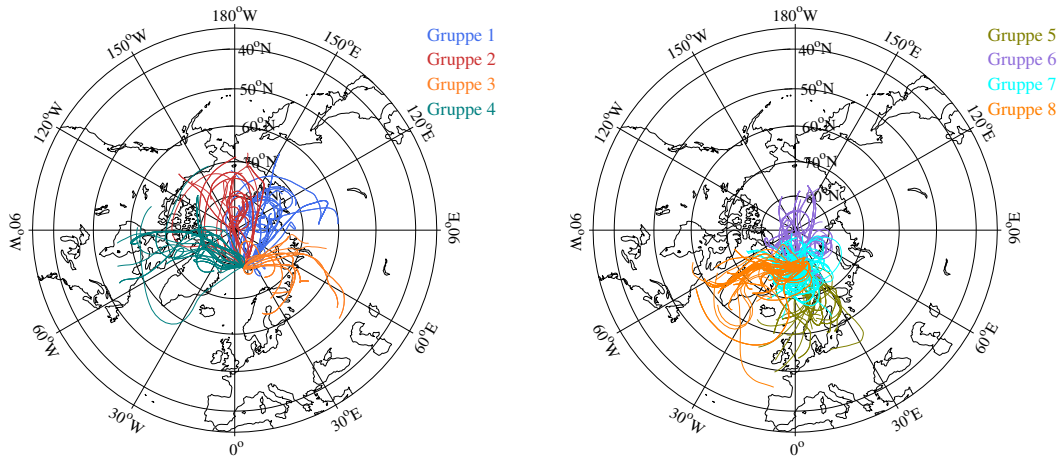 180°W
150°W
150°E
40°N
50°N
60°N
70°N
80°N
120°W
120°E
90°W
90°E
60°W
60°E
30°W
30°E
0°
Gruppe 1
Gruppe 2
Gruppe 3
Gruppe 4
180°W
150°W
150°E
40°N
50°N
60°N
70°N
80°N
120°W
120°E
90°W
90°E
60°W
60°E
30°W
30°E
0°
Gruppe 5
Gruppe 6
Gruppe 7
Gruppe 8